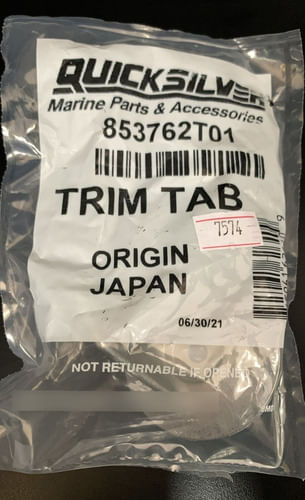 QUICKSILVER
Marine Parts & Accessories
853762T01
TRIM TAB
7574
ORIGIN
JAPAN
06/30/21
NOT RETURNABLE IF OPENED